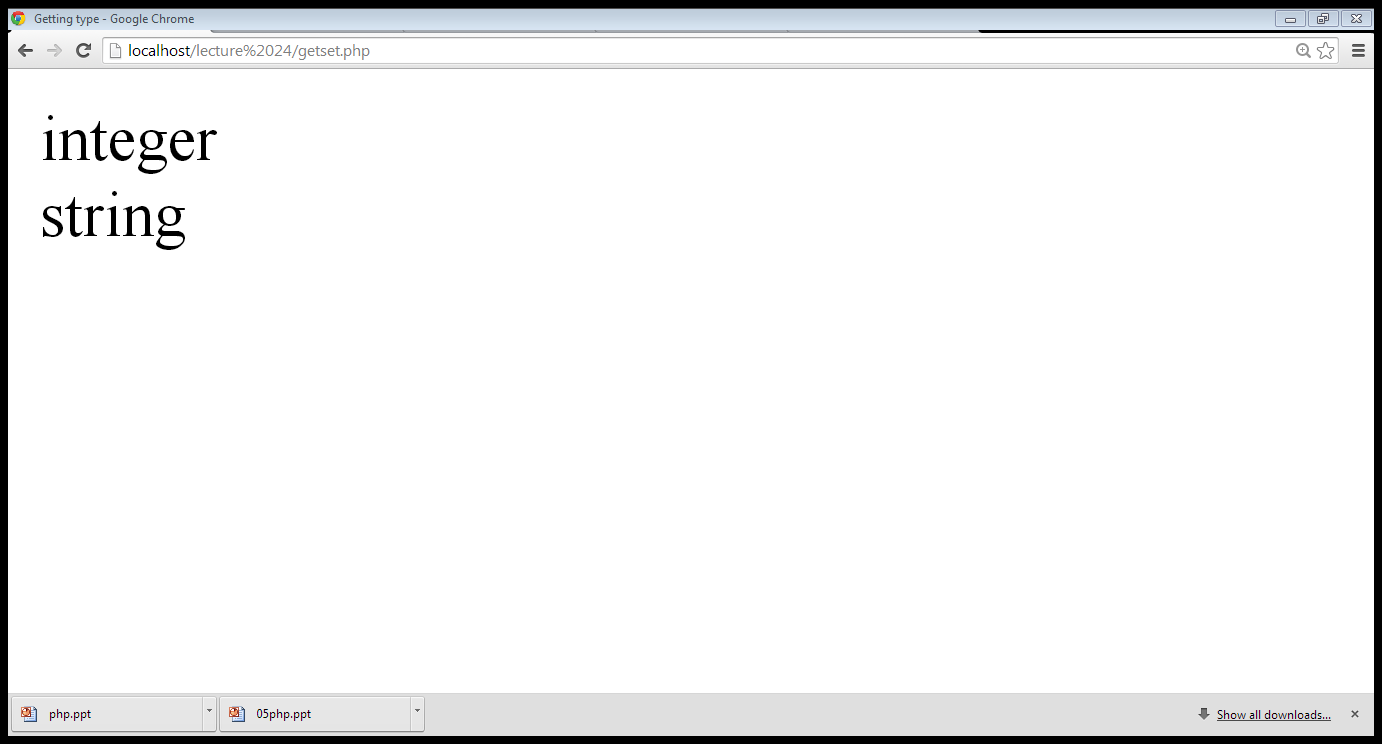 Getting type - Google Chrome
localhost/lecture%2024/getset.php
integer
string
php.ppt
05php.ppt
Show all downloads...